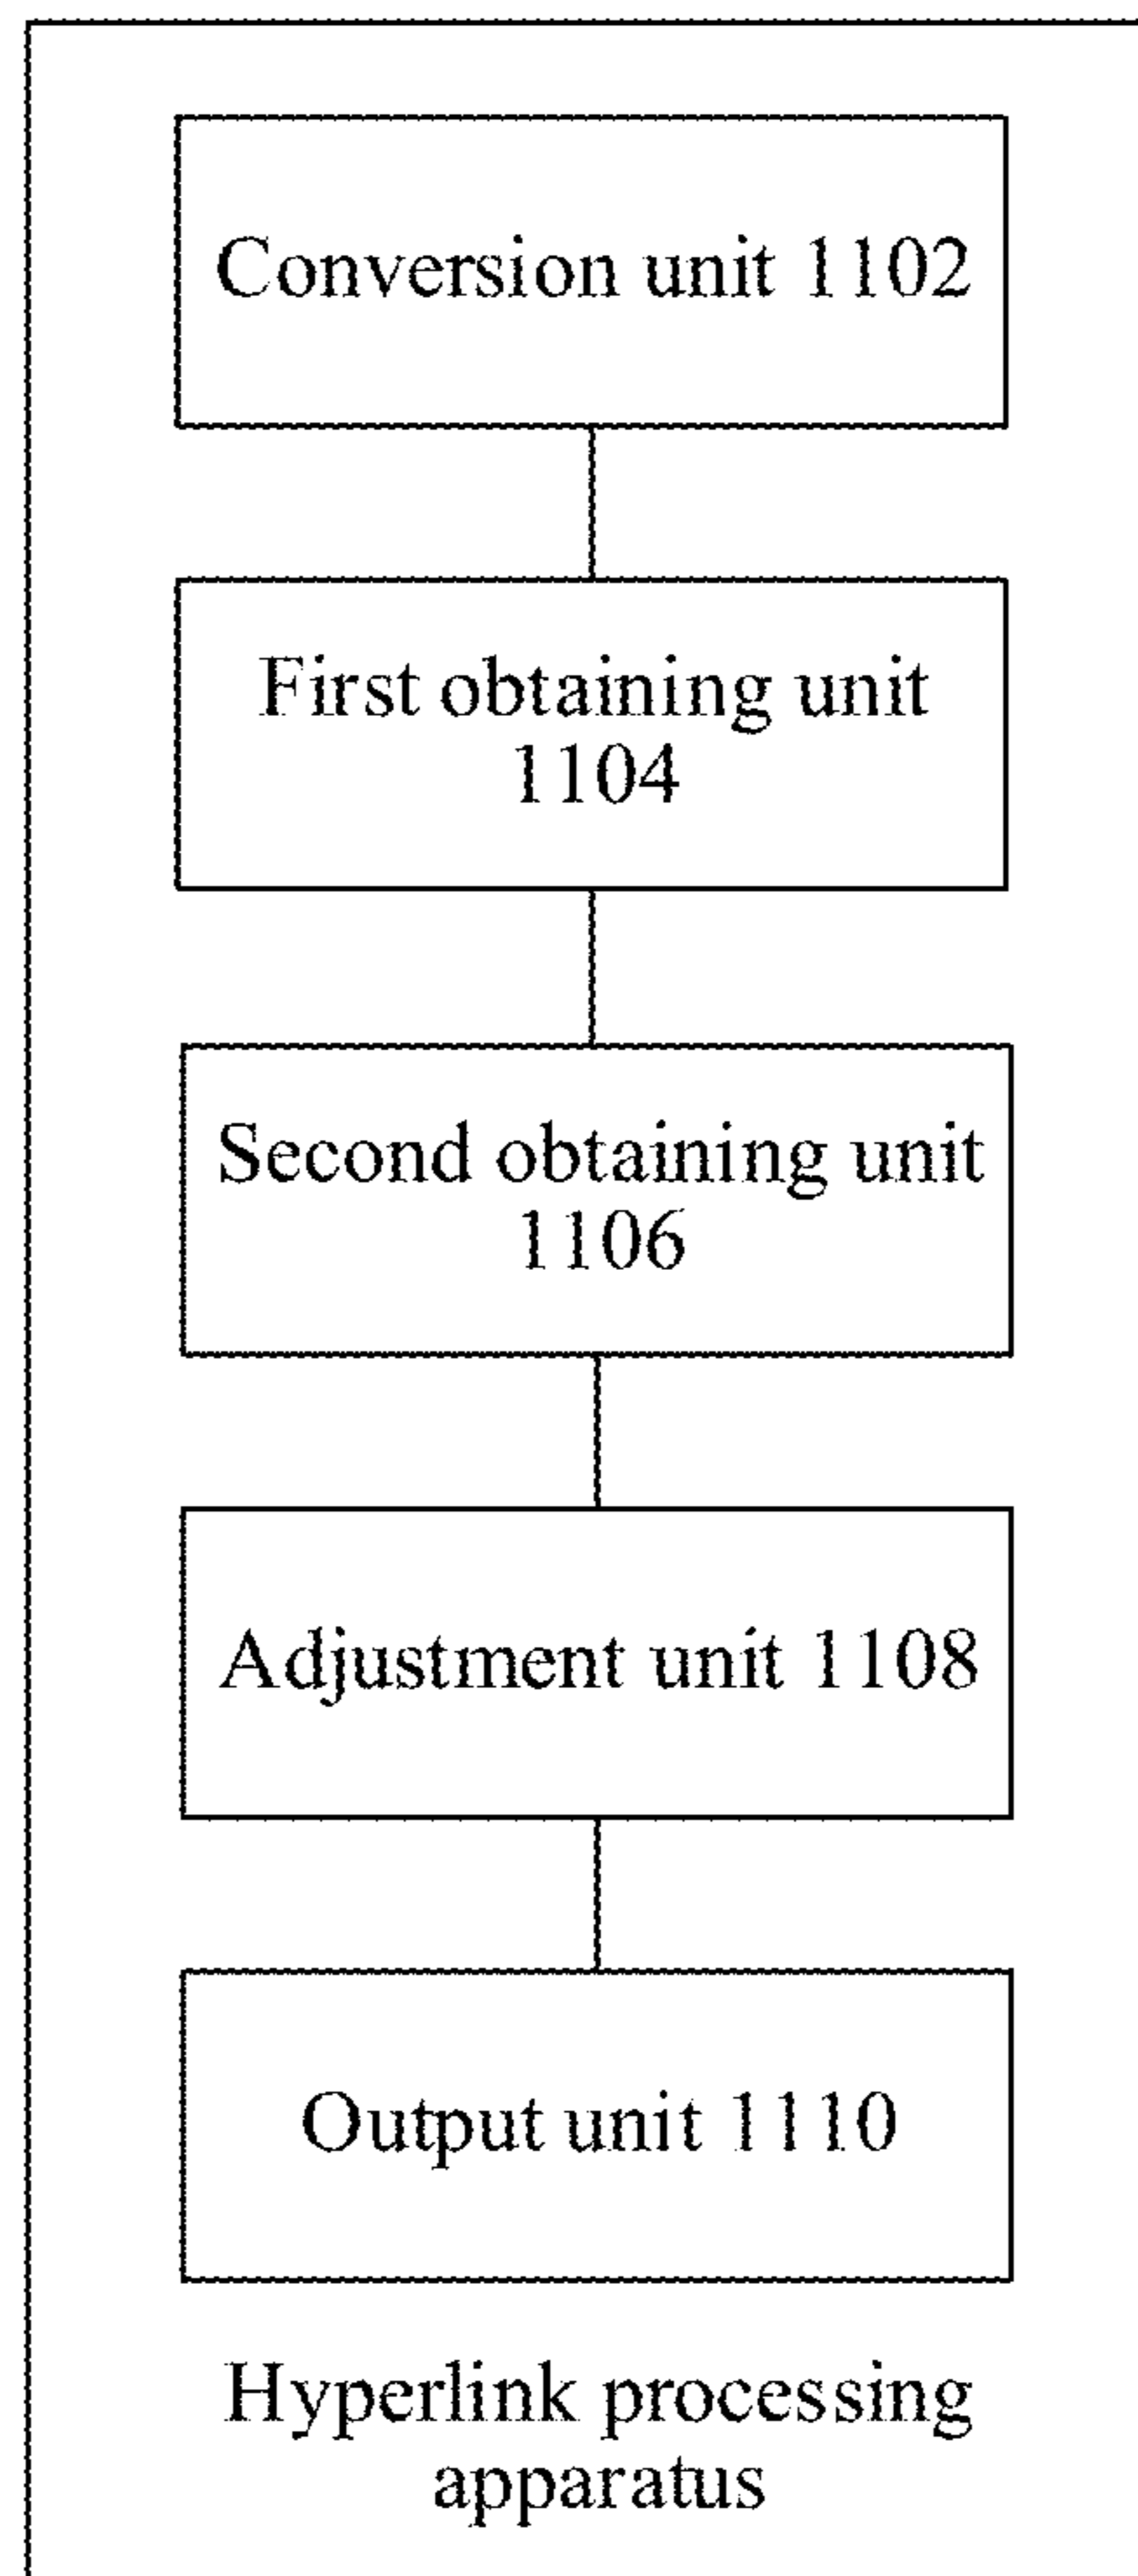 Conversion unit 1102
First obtaining unit
1104
Second obtaining unit
1106
Adjustment unit 1108
Output unit 1110
Hyperlink processing
apparatus